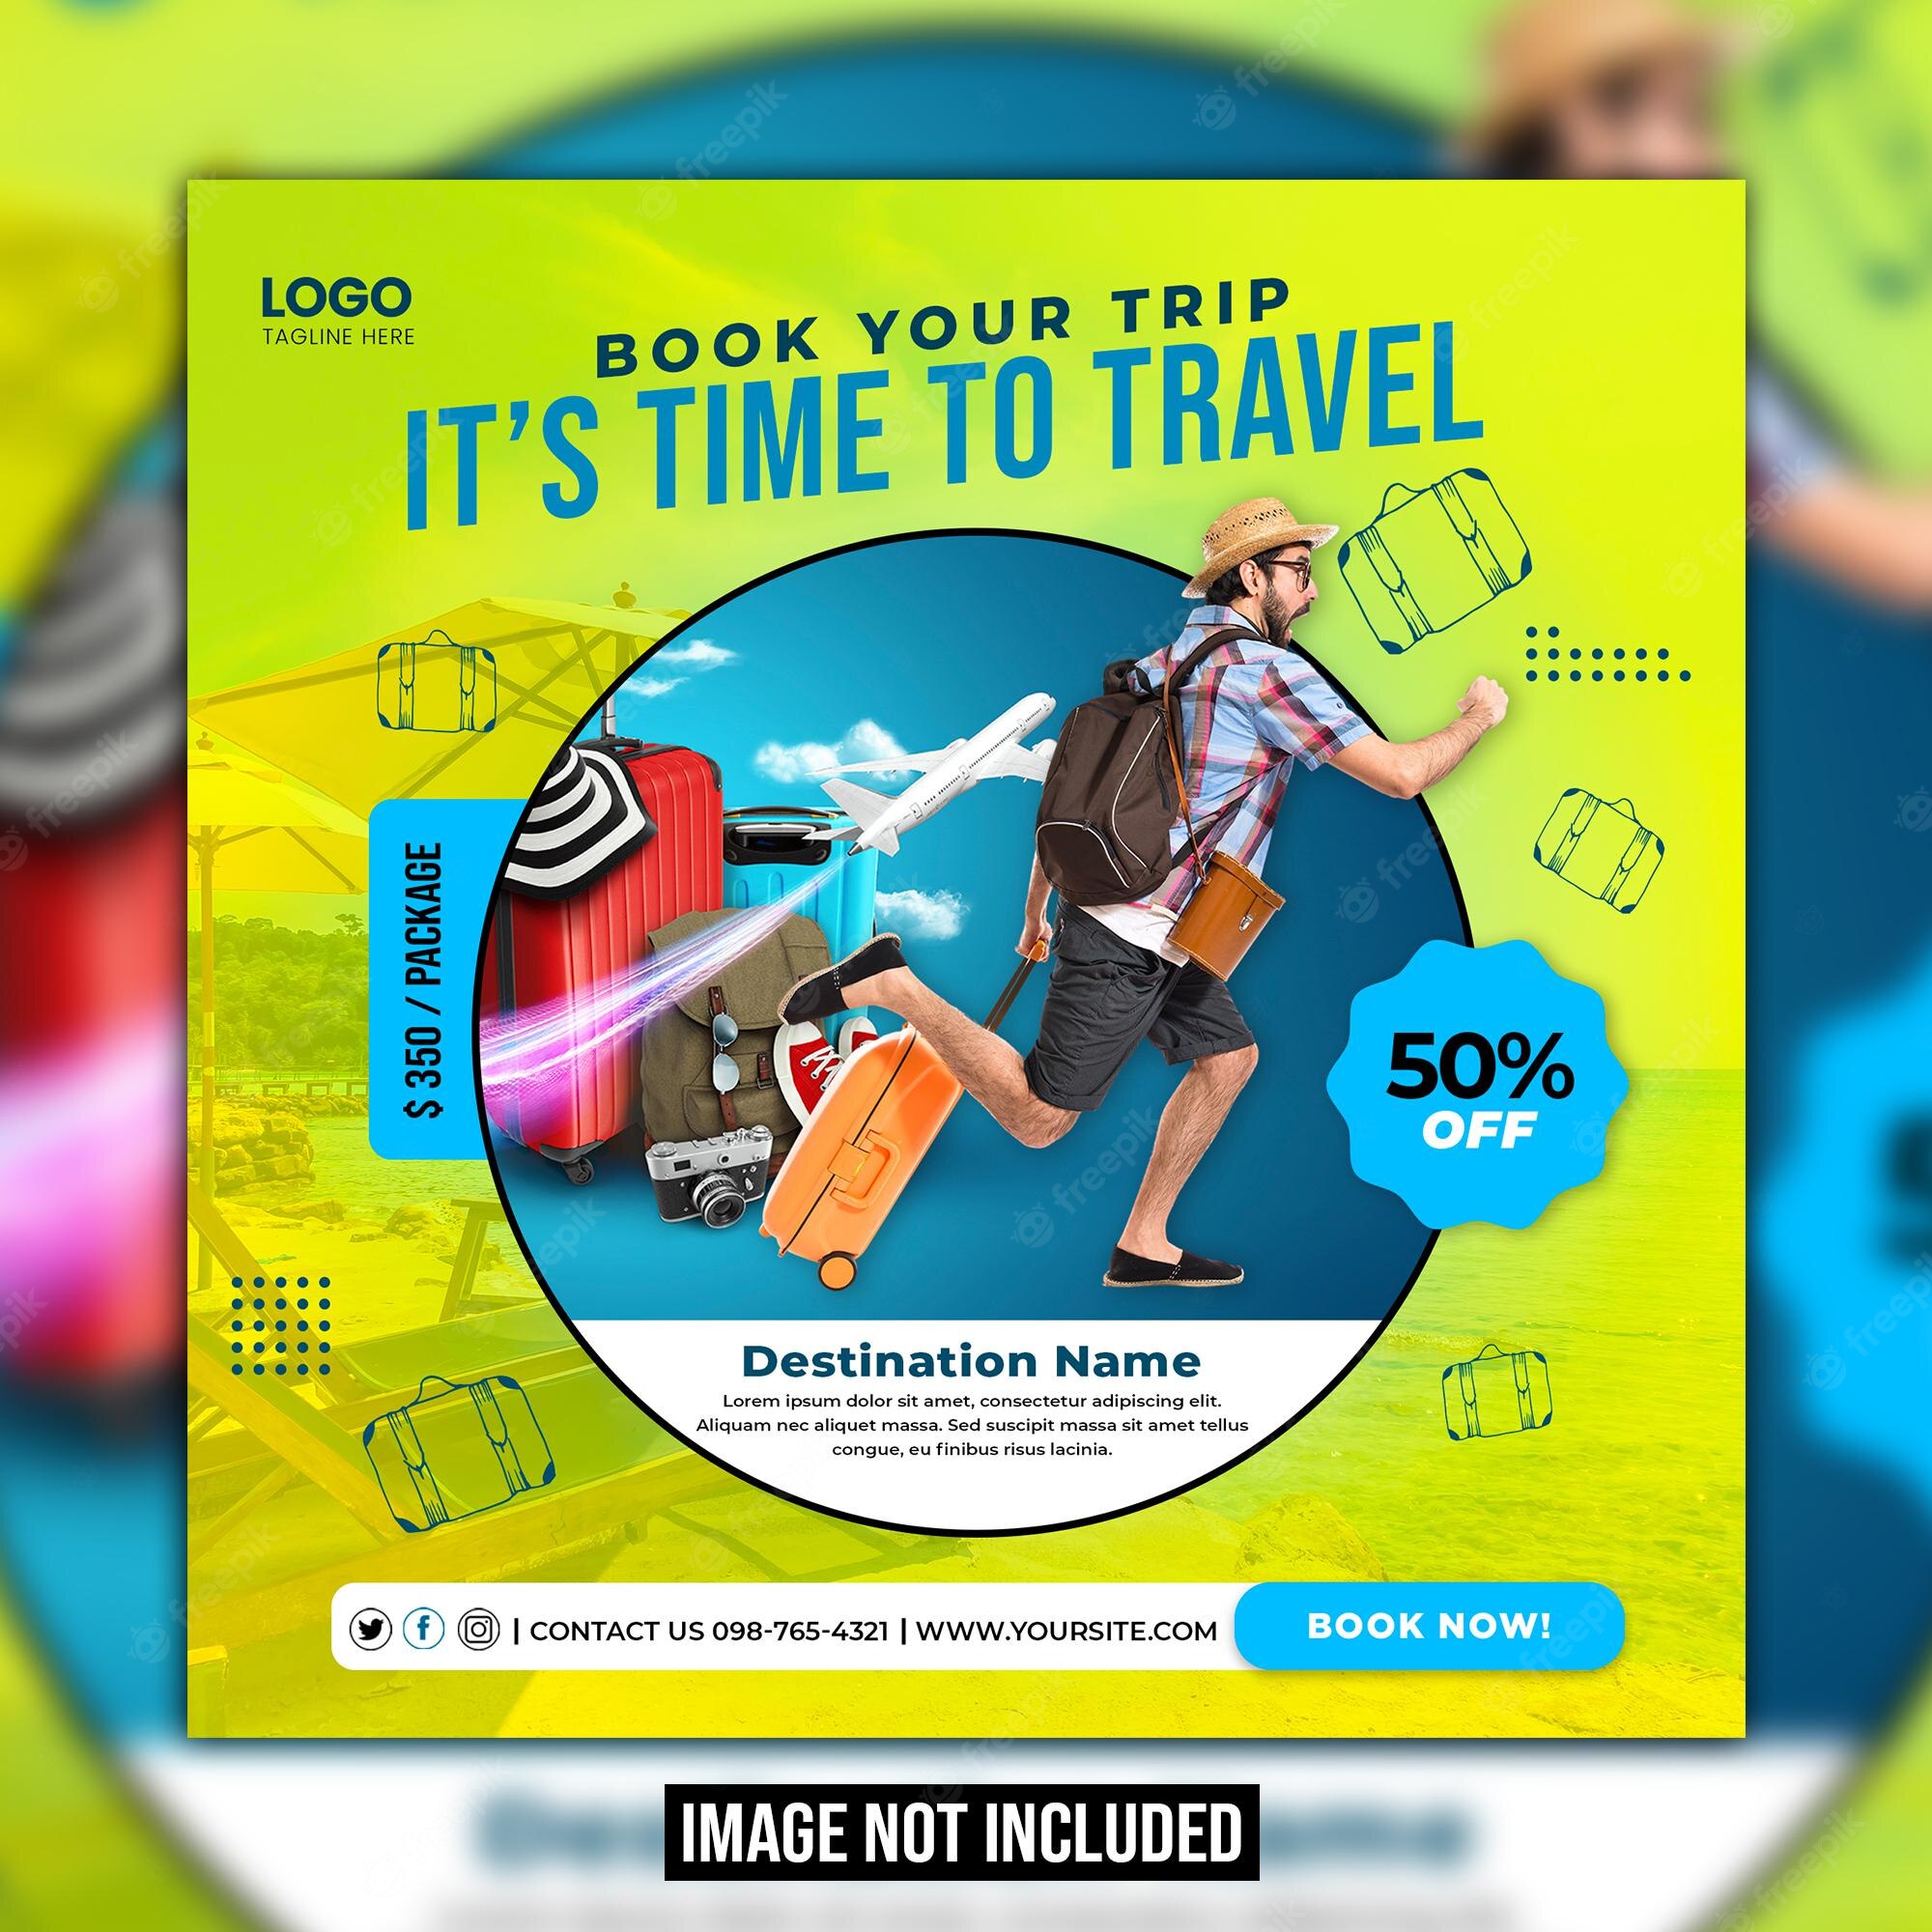 LOGO
TAGLINE HERE
BOOK YOUR TRIP
IT'S TIME TO TRAVEL
$ 350 / PACKAGE
50%
OFF
Destination Name
Lorem ipsum dolor sit amet, consectetur adipiscing elit.
Aliquam nec aliquet massa. Sed suscipit massa sit amet tellus
congue, eu finibus risus lacinia.
| CONTACT US 098-765-4321 | WWW.YOURSITE.COM
BOOK NOW!
IMAGE NOT INCLUDED
freepik